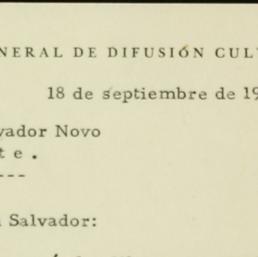 NERAL DE DIFUSIÓN CUL
18 de septiembre de 19
vador Novo
t e .
---
Salvador: